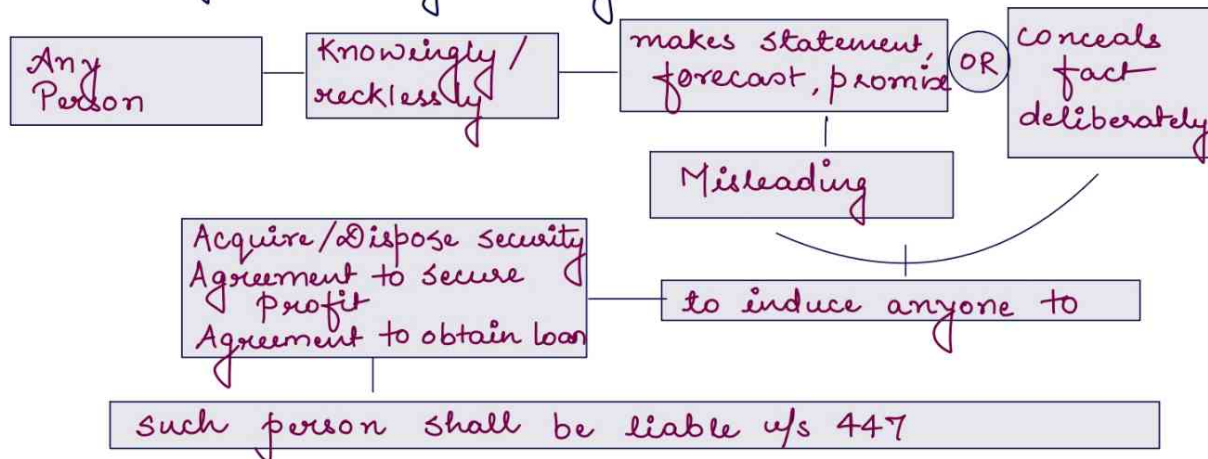 Any
Person
Knowingly/
recklessly
makes statement,
forecast, promise
OR
conceals
fact
deliberately
Misleading
to induce anyone to
Acquire/Dispose security
Agreement to secure
profit
Agreement to obtain loan
such person shall be liable u/s 447